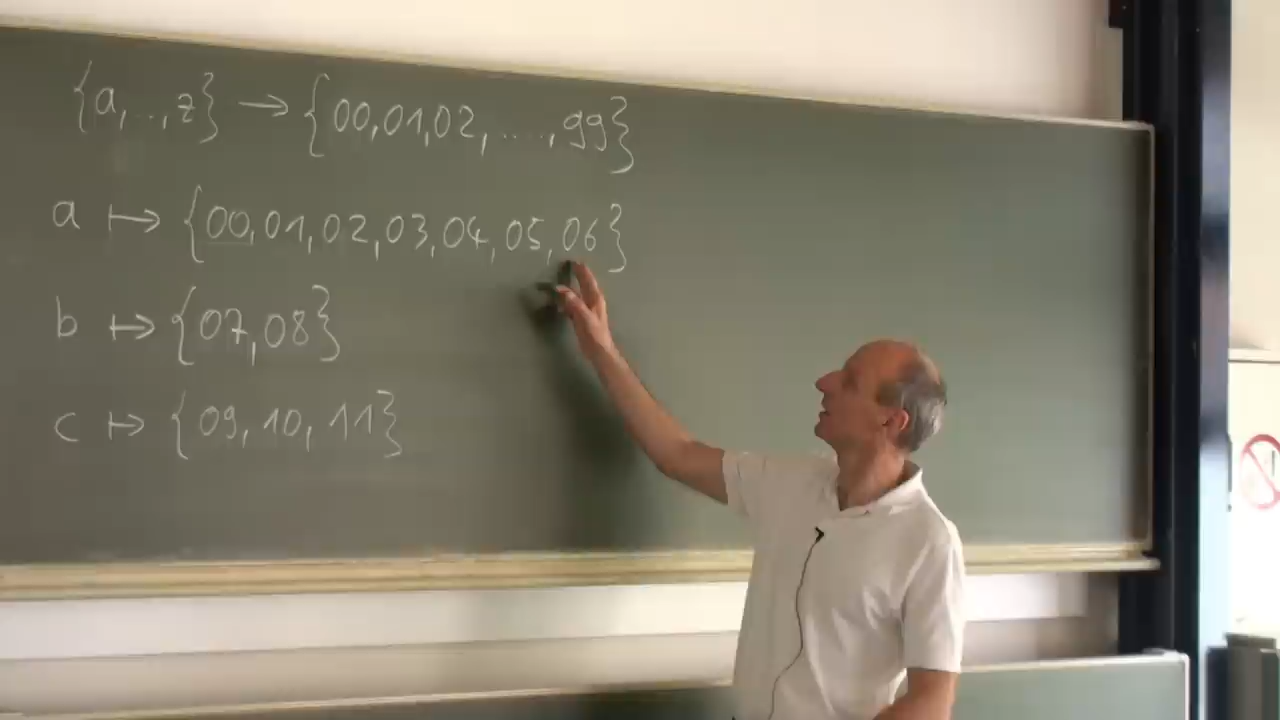 {a,..,z} → {00,01,02,....,99}
a ↦ {00,01,02,03,04,05,06}
b ↦ {07,08}
c ↦ {09,10,11}